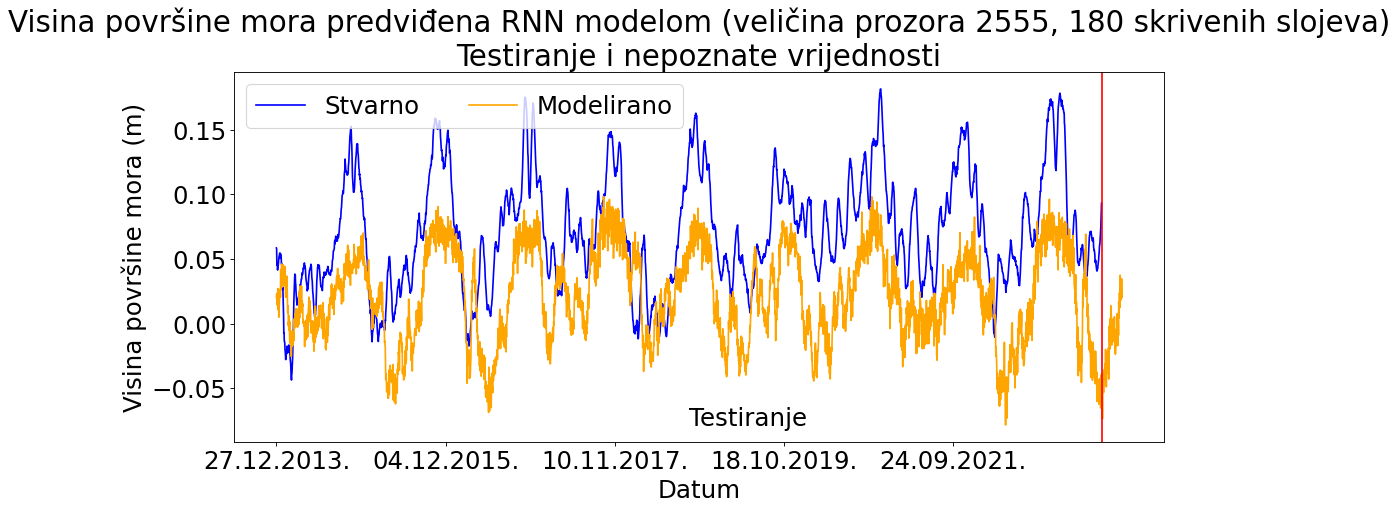 Visina površine mora predviđena RNN modelom (veličina prozora 2555, 180 skrivenih slojeva)
Testiranje i nepoznate vrijednosti
Stvarno
Modelirano
Visina površine mora (m)
0.15
0.10
0.05
0.00
−0.05
Testiranje
27.12.2013.
04.12.2015.
10.11.2017.
18.10.2019.
24.09.2021.
Datum